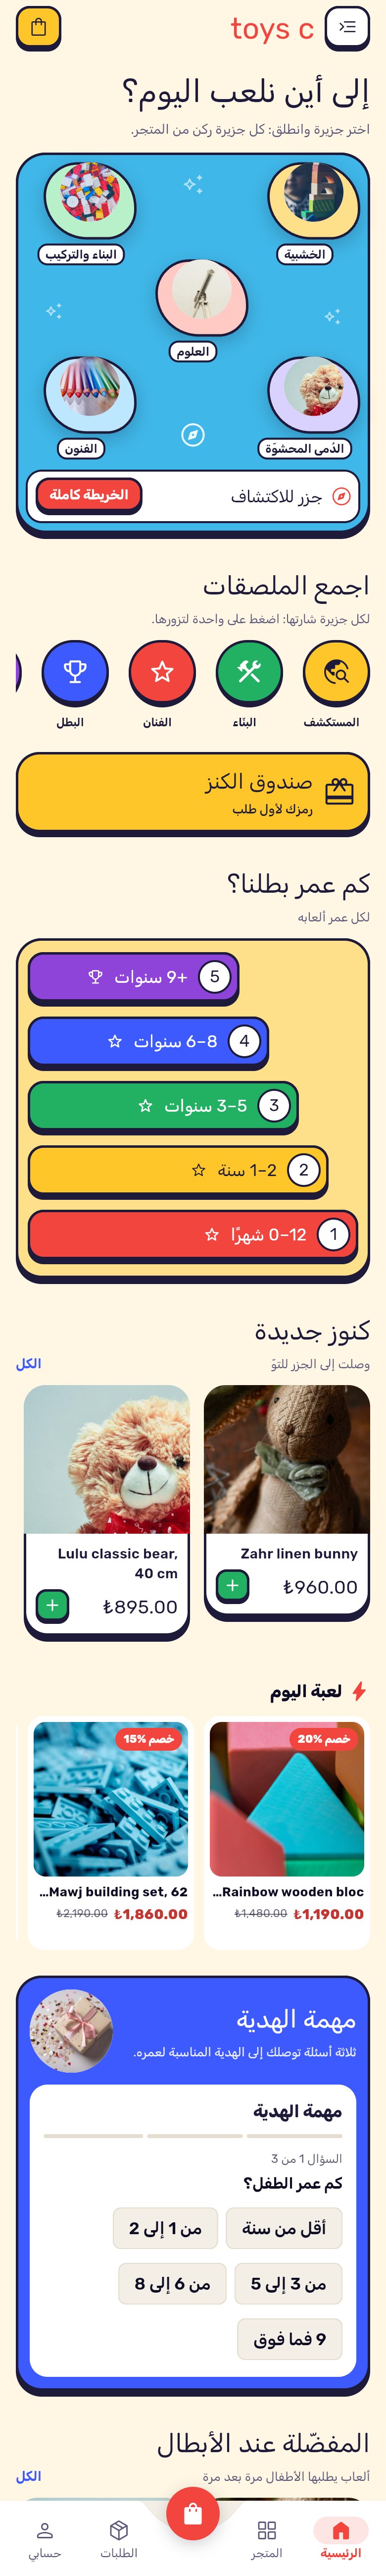 toys c
إلى أين نلعب اليوم؟
اختر جزيرة وانطلق: كل جزيرة ركن من المتجر.
الخشبية
البناء والتركيب
العلوم
الدُمى المحشوّة
الفنون
جزر للاكتشاف
الخريطة كاملة
اجمع الملصقات
لكل جزيرة شارتها: اضغط على واحدة لتزورها.
المستكشف
البنّاء
الفنان
البطل
صندوق الكنز
رمزك لأول طلب
كم عمر بطلنا؟
لكل عمر ألعابه
5 +9 سنوات
4 6–8 سنوات
3 3–5 سنوات
2 1–2 سنة
1 0–12 شهرًا
كنوز جديدة
وصلت إلى الجزر للتوّ
الكل
Zahr linen bunny
₺960.00
Lulu classic bear,
40 cm
₺895.00
لعبة اليوم
خصم 20%
Rainbow wooden bloc...
₺1,190.00 ₺1,480.00
خصم 15%
Mawj building set, 62...
₺1,860.00 ₺2,190.00
مهمة الهدية
ثلاثة أسئلة توصلك إلى الهدية المناسبة لعمره.
مهمة الهدية
السؤال 1 من 3
كم عمر الطفل؟
أقل من سنة
من 1 إلى 2
من 3 إلى 5
من 6 إلى 8
9 فما فوق
المفضّلة عند الأبطال
ألعاب يطلبها الأطفال مرة بعد مرة
الكل
الرئيسية
المتجر
الطلبات
حسابي